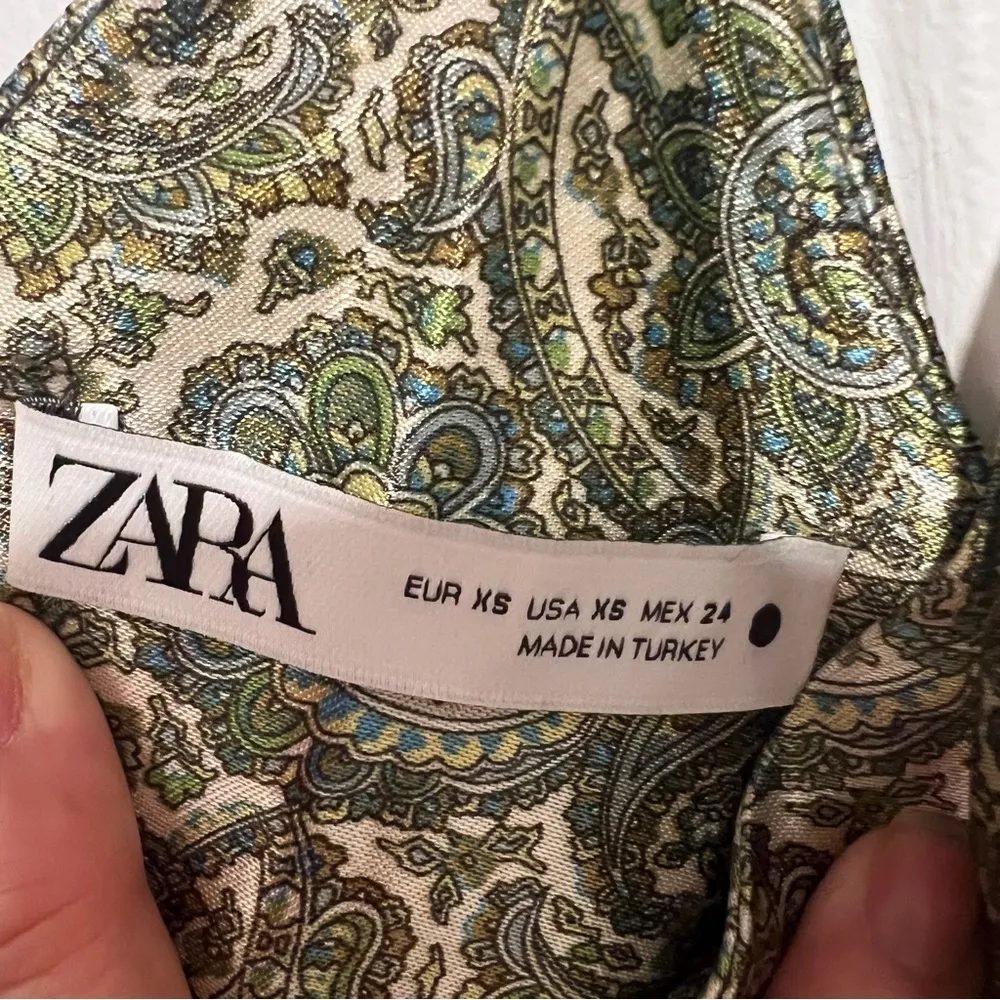 ZARA
EUR XS USA XS MEX 24
MADE IN TURKEY